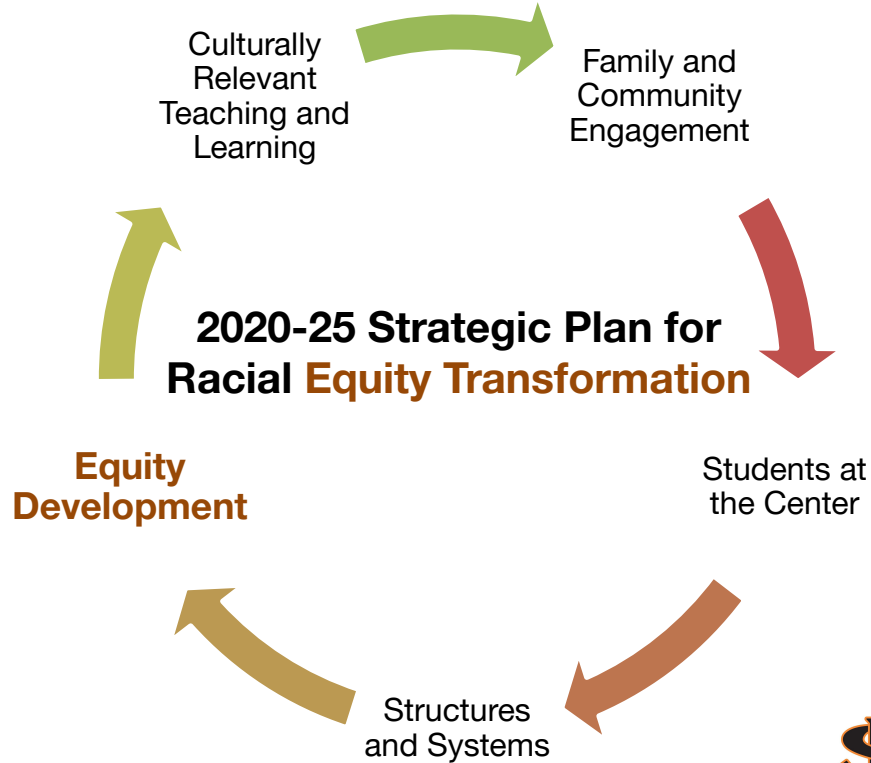 Culturally
Relevant
Teaching and
Learning
Family and
Community
Engagement
2020-25 Strategic Plan for
Racial Equity Transformation
Equity
Development
Students at
the Center
Structures
and Systems